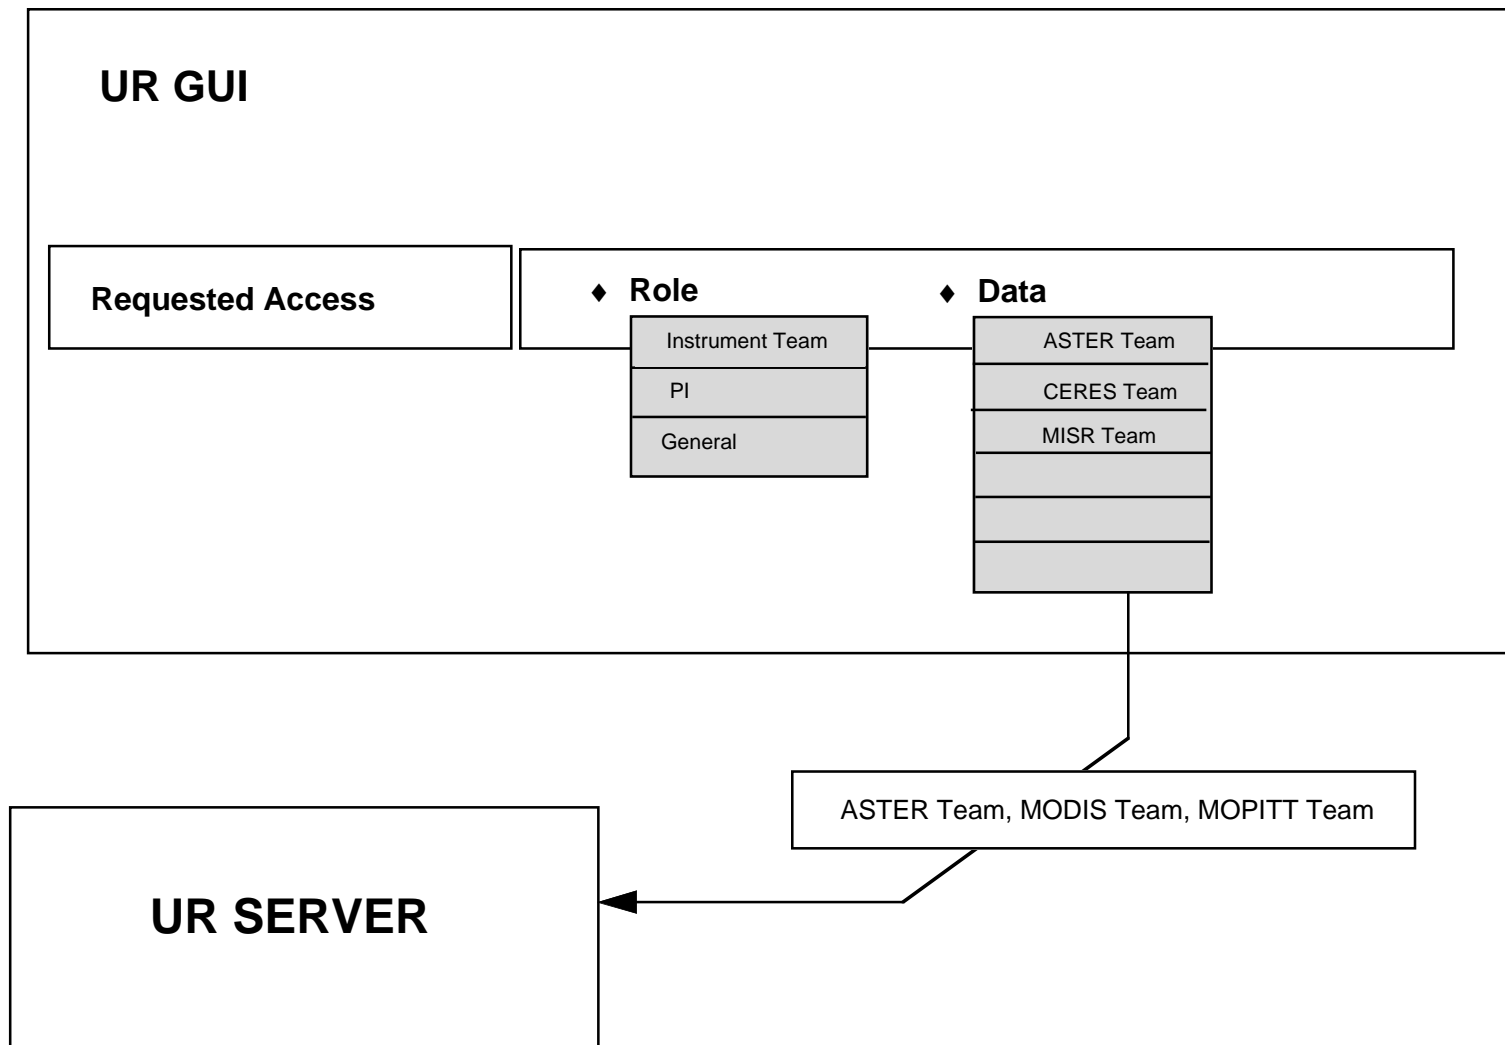 UR GUI
Requested Access
♦ Role
♦ Data
Instrument Team
PI
General
ASTER Team
CERES Team
MISR Team
ASTER Team, MODIS Team, MOPITT Team
UR SERVER